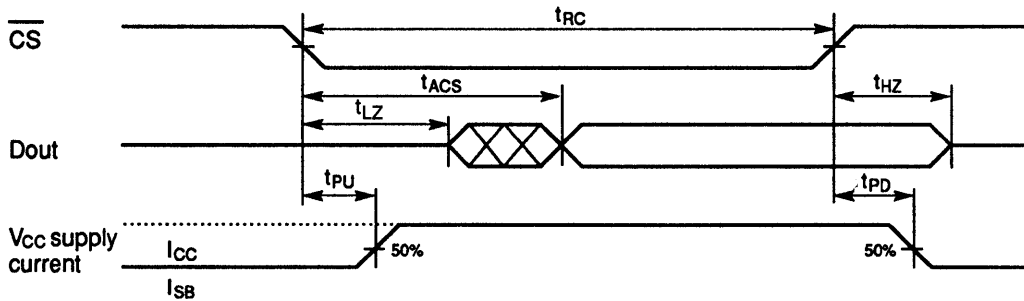 CS
tRC
tACS
tHZ
tLZ
Dout
tPU
tPD
VCC supply
current
ICC
50%
50%
ISB